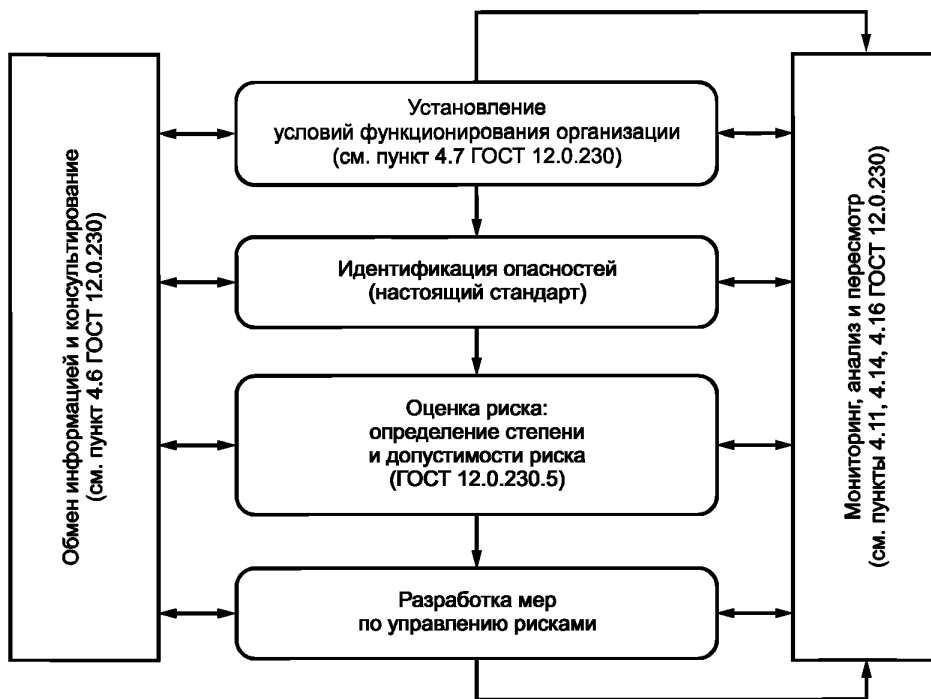 Обмен информацией и консультирование
(см. пункт 4.6 ГОСТ 12.0.230)
Установление
условий функционирования организации
(см. пункт 4.7 ГОСТ 12.0.230)
Идентификация опасностей
(настоящий стандарт)
Оценка риска:
определение степени
и допустимости риска
(ГОСТ 12.0.230.5)
Разработка мер
по управлению рисками
Мониторинг, анализ и пересмотр
(см. пункты 4.11, 4.14, 4.16 ГОСТ 12.0.230)